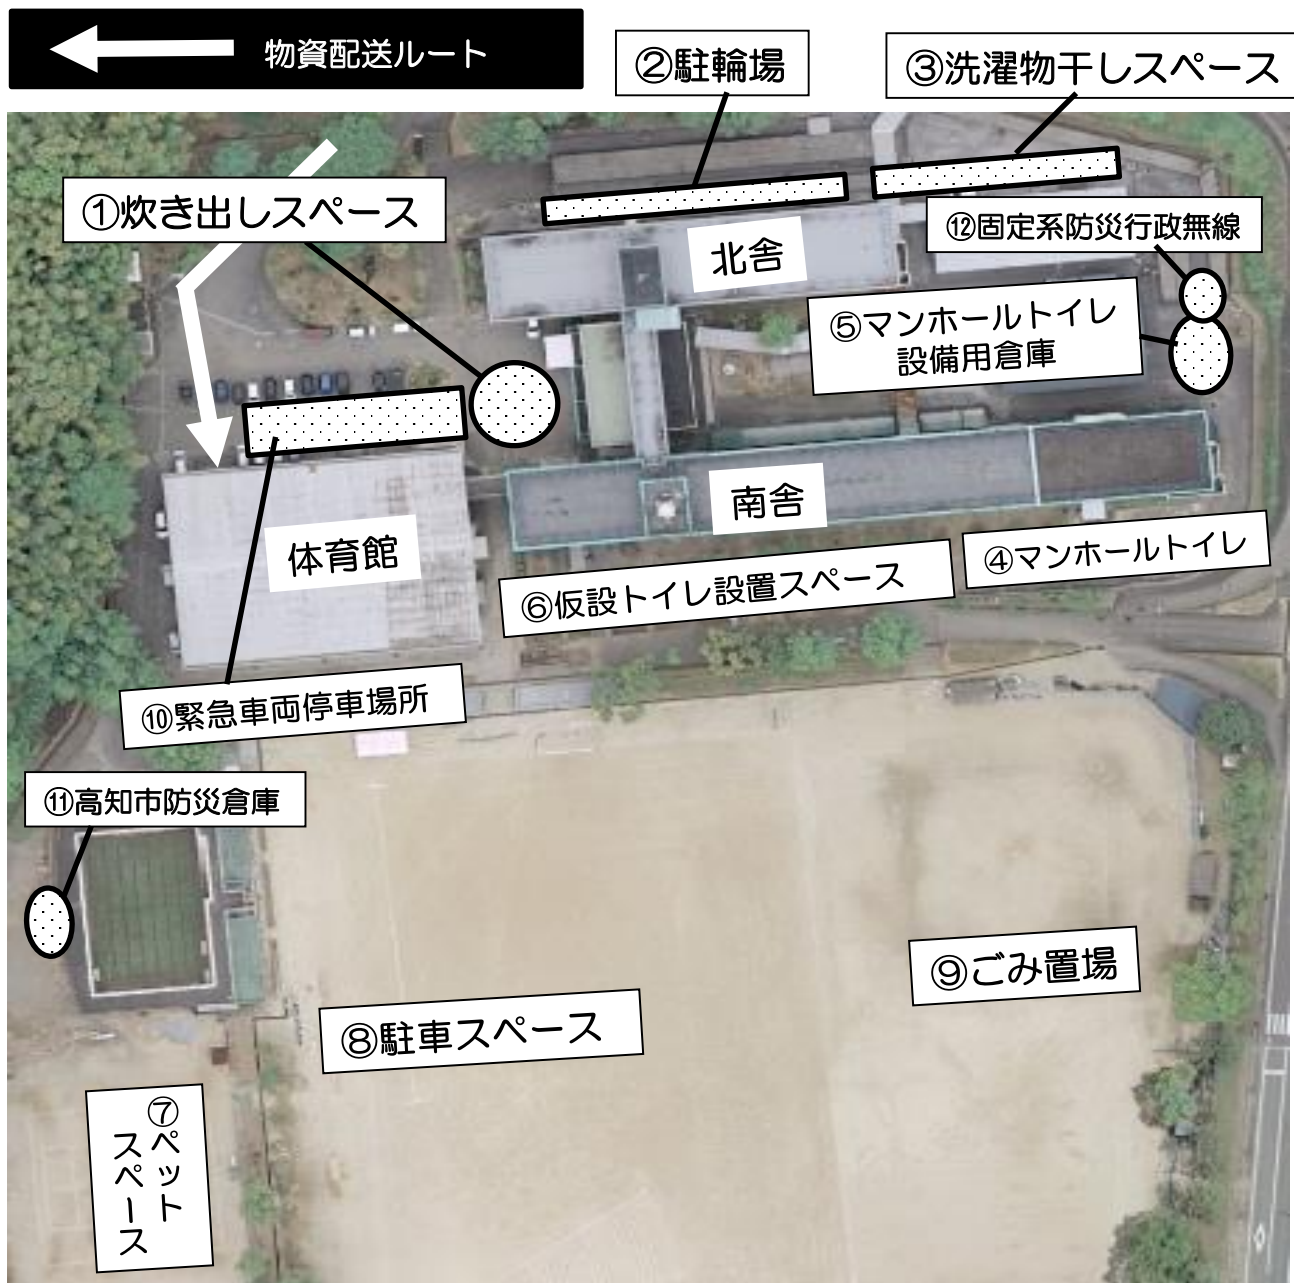 物資配送ルート
②駐輪場
③洗濯物干しスペース
①炊き出しスペース
⑫固定系防災行政無線
北舎
⑤マンホールトイレ
設備用倉庫
南舎
体育館
④マンホールトイレ
⑥仮設トイレ設置スペース
⑩緊急車両停車場所
⑪高知市防災倉庫
⑨ごみ置場
⑧駐車スペース
⑦ペット
スペース